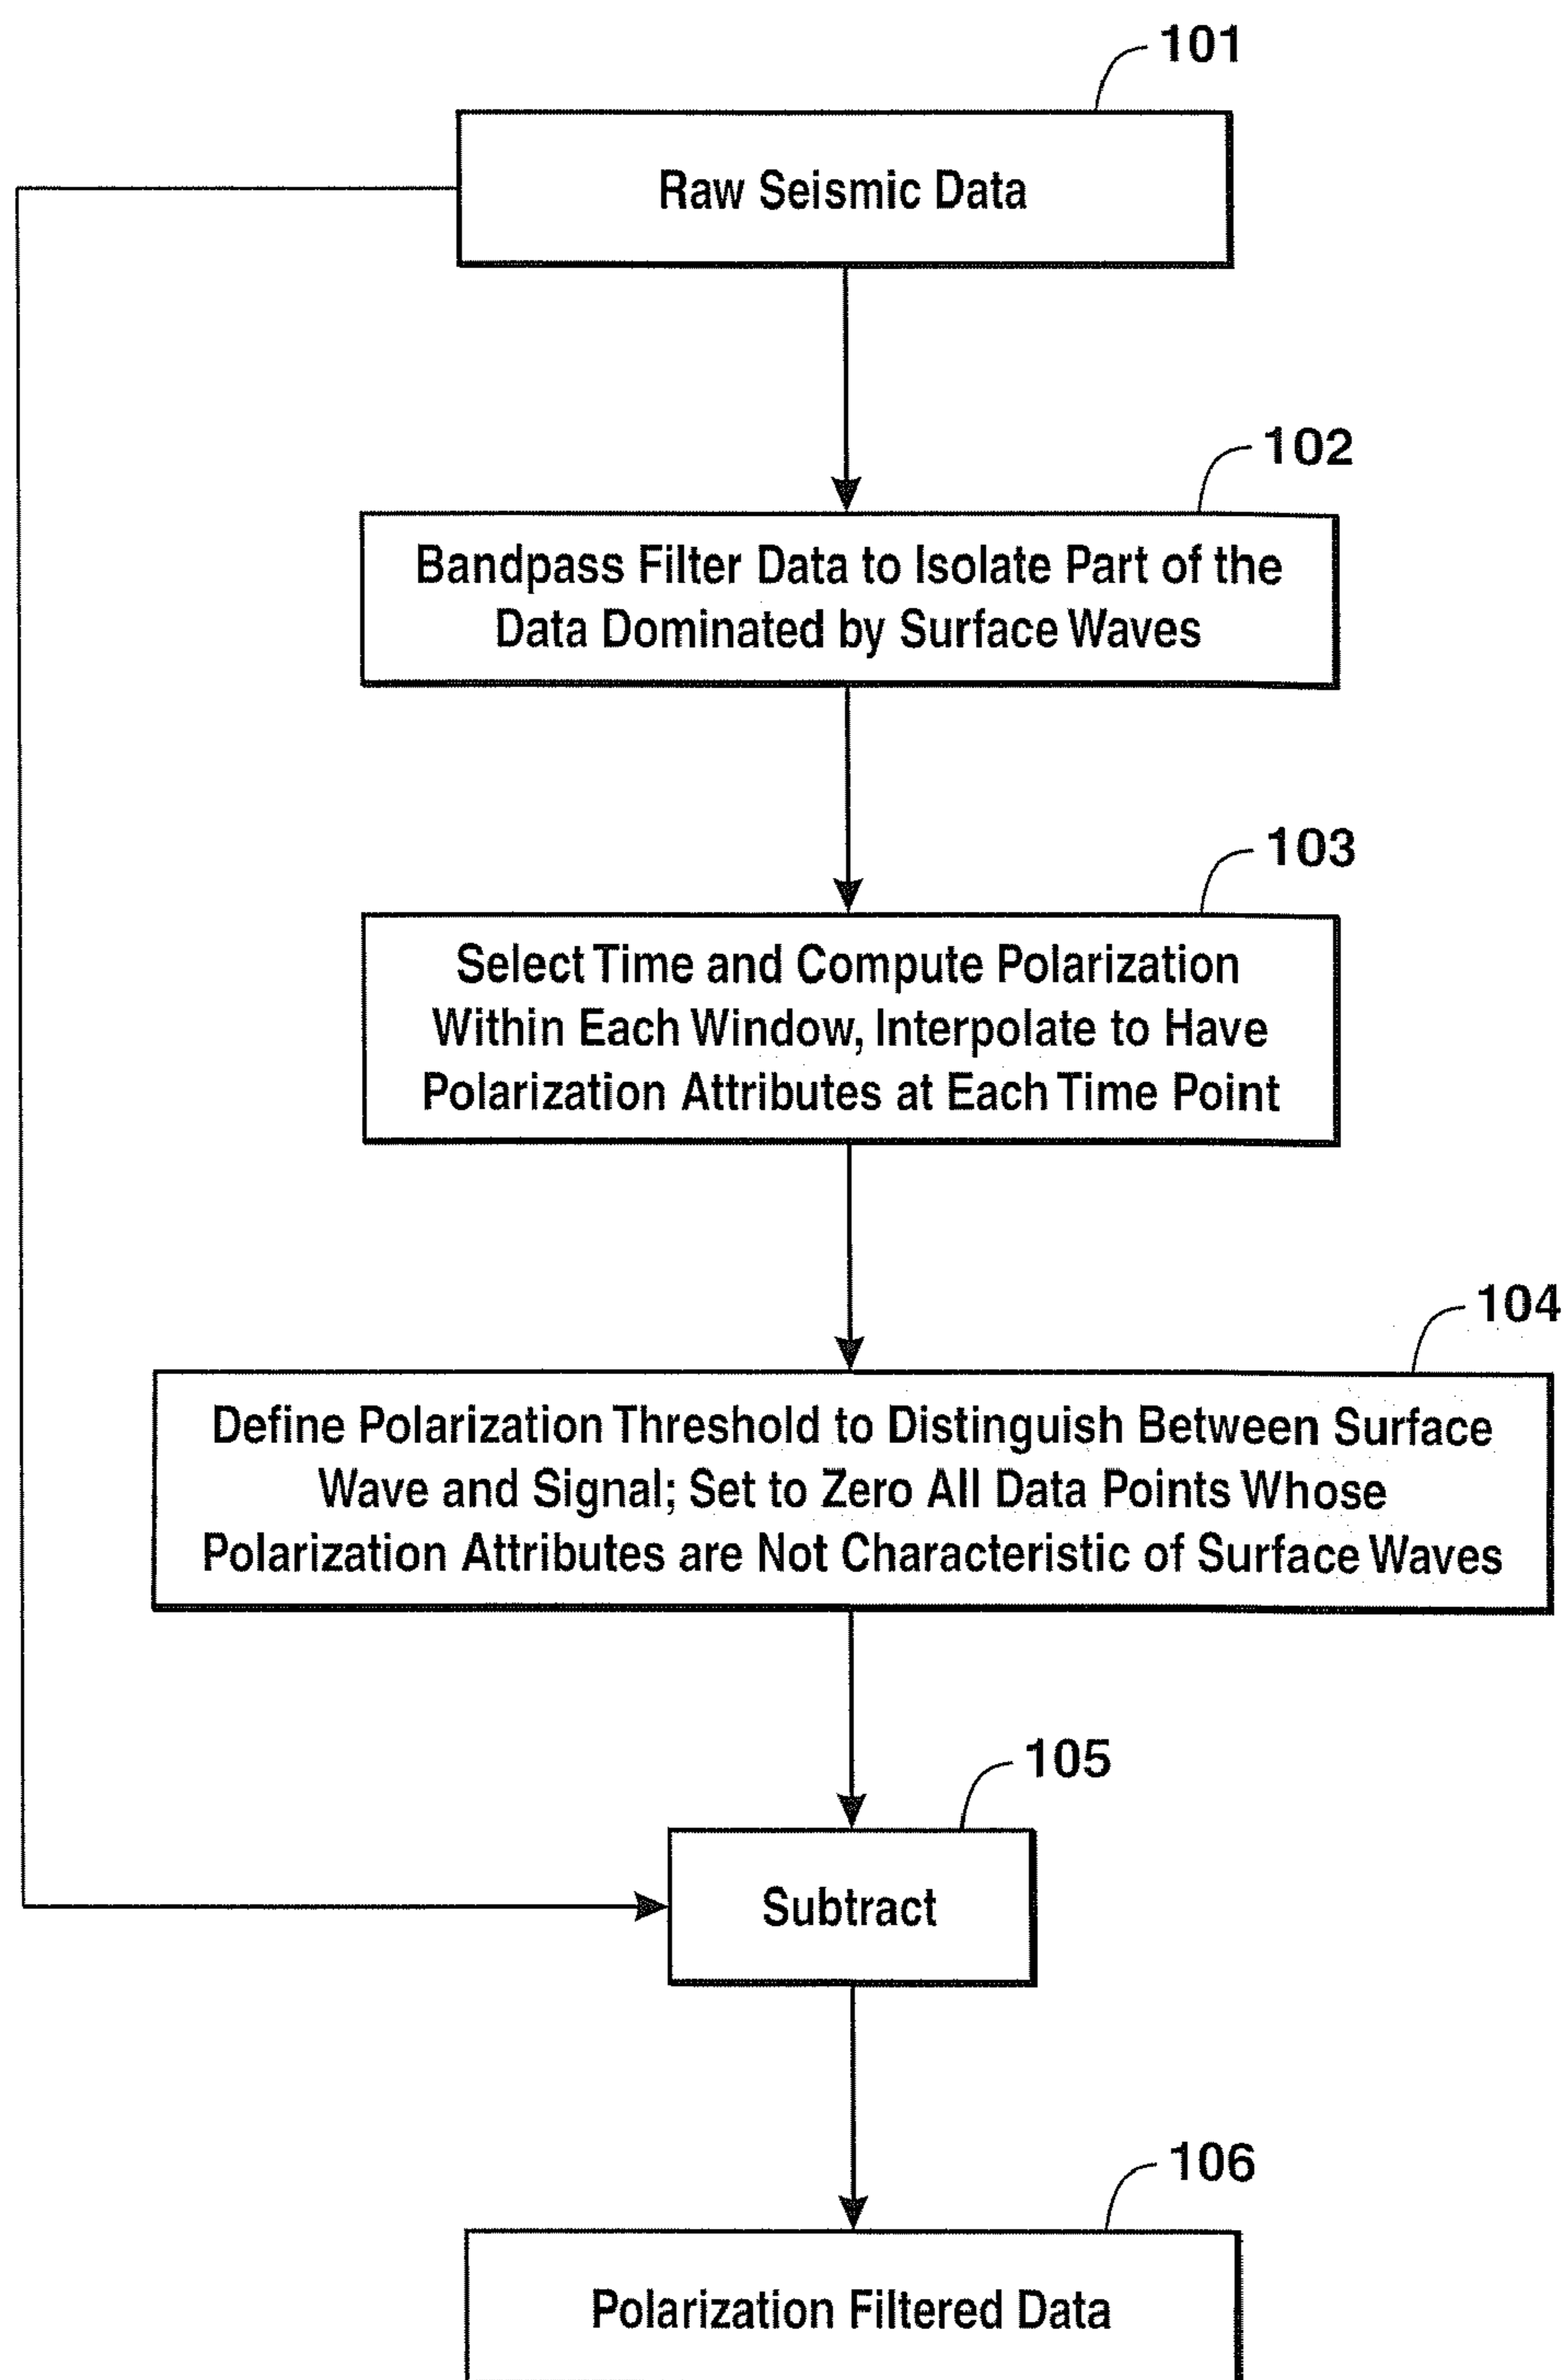 101
Raw Seismic Data
102
Bandpass Filter Data to Isolate Part of the
Data Dominated by Surface Waves
103
Select Time and Compute Polarization
Within Each Window, Interpolate to Have
Polarization Attributes at Each Time Point
104
Define Polarization Threshold to Distinguish Between Surface
Wave and Signal; Set to Zero All Data Points Whose
Polarization Attributes are Not Characteristic of Surface Waves
105
Subtract
106
Polarization Filtered Data